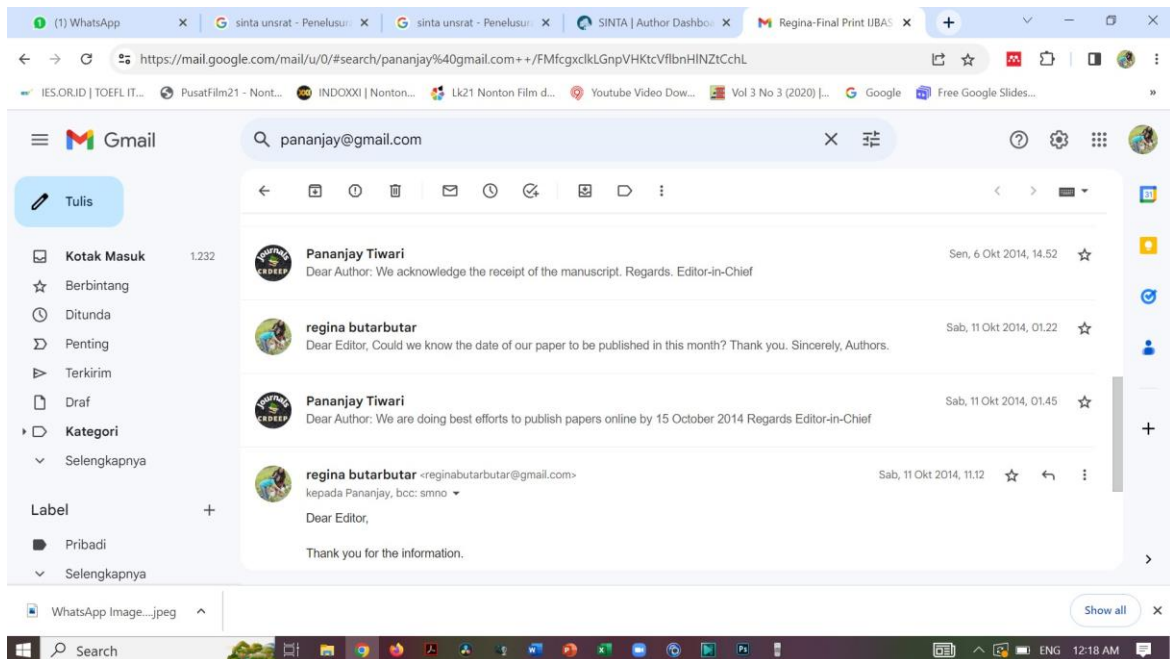 (1) WhatsApp
sinta unsrat - Penelusur
sinta unsrat - Penelusur
SINTA | Author Dashbo
Regina-Final Print IJBAS
https://mail.google.com/mail/u/0/#search/pananjay%40gmail.com++/FMfcgxclkLGnpVHKtcVflbnHlNZtCchL
IES.OR.ID | TOEFL IT...
PusatFilm21 - Nont...
INDOXXI | Nonton...
Lk21 Nonton Film d...
Youtube Video Dow...
Vol 3 No 3 (2020) |...
Google
Free Google Slides...
Gmail
pananjay@gmail.com
Tulis
Kotak Masuk 1.232
Berbintang
Ditunda
Penting
Terkirim
Draf
Kategori
Selengkapnya
Label
Pribadi
Selengkapnya
Pananjay Tiwari Sen, 6 Okt 2014, 14.52
Dear Author: We acknowledge the receipt of the manuscript. Regards. Editor-in-Chief
regina butarbutar Sab, 11 Okt 2014, 01.22
Dear Editor, Could we know the date of our paper to be published in this month? Thank you. Sincerely, Authors.
Pananjay Tiwari Sab, 11 Okt 2014, 01.45
Dear Author: We are doing best efforts to publish papers online by 15 October 2014 Regards Editor-in-Chief
regina butarbutar <reginabutarbutar@gmail.com> Sab, 11 Okt 2014, 11.12
kepada Pananjay, bcc: smno
Dear Editor,
Thank you for the information.
WhatsApp Image....jpeg
Show all
Search
ENG 12:18 AM